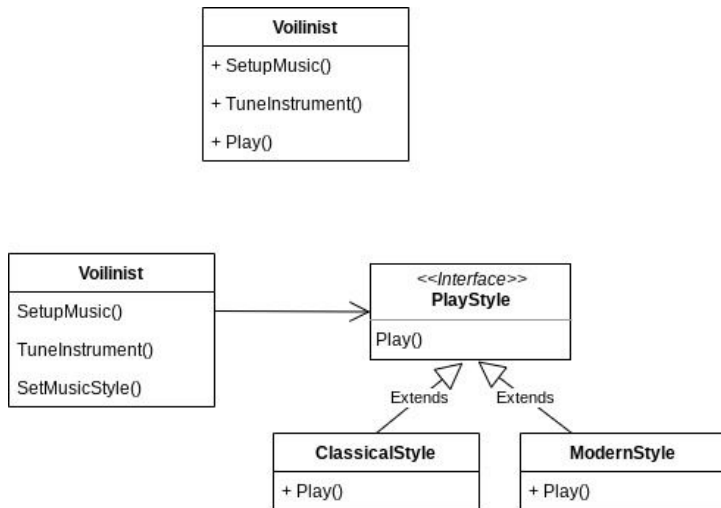 Voilinist
+ SetupMusic()
+ TuneInstrument()
+ Play()
Voilinist
SetupMusic()
TuneInstrument()
SetMusicStyle()
<<Interface>>
PlayStyle
Play()
Extends
Extends
ClassicalStyle
+ Play()
ModernStyle
+ Play()